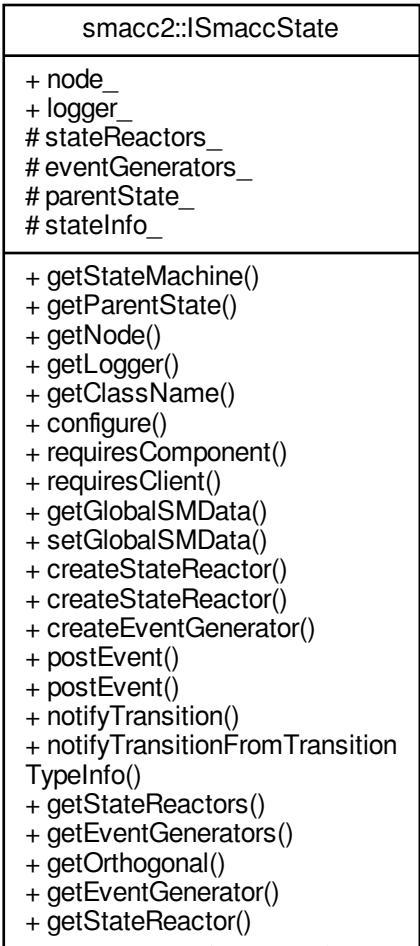 smacc2::ISmaccState
+ node_
+ logger_
# stateReactors_
# eventGenerators_
# parentState_
# stateInfo_
+ getStateMachine()
+ getParentState()
+ getNode()
+ getLogger()
+ getClassName()
+ configure()
+ requiresComponent()
+ requiresClient()
+ getGlobalSMData()
+ setGlobalSMData()
+ createStateReactor()
+ createStateReactor()
+ createEventGenerator()
+ postEvent()
+ postEvent()
+ notifyTransition()
+ notifyTransitionFromTransition
TypeInfo()
+ getStateReactors()
+ getEventGenerators()
+ getOrthogonal()
+ getEventGenerator()
+ getStateReactor()